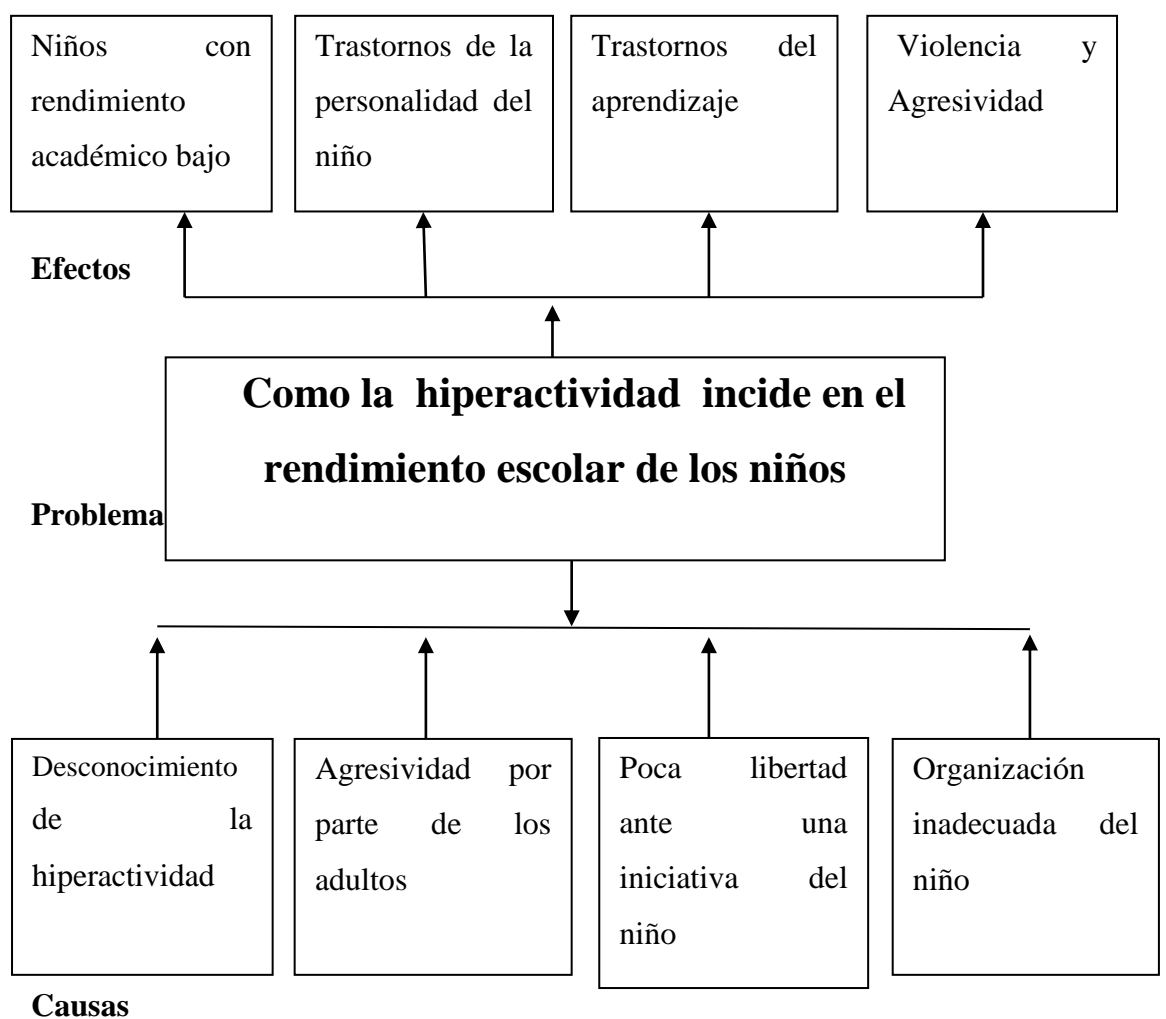 Niños con
rendimiento
académico bajo
Trastornos de la
personalidad del
niño
Trastornos del
aprendizaje
Violencia y
Agresividad
Efectos
Como la hiperactividad incide en el
rendimiento escolar de los niños
Problema
Desconocimiento
de la
hiperactividad
Agresividad por
parte de los
adultos
Poca libertad
ante una
iniciativa del
niño
Organización
inadecuada del
niño
Causas